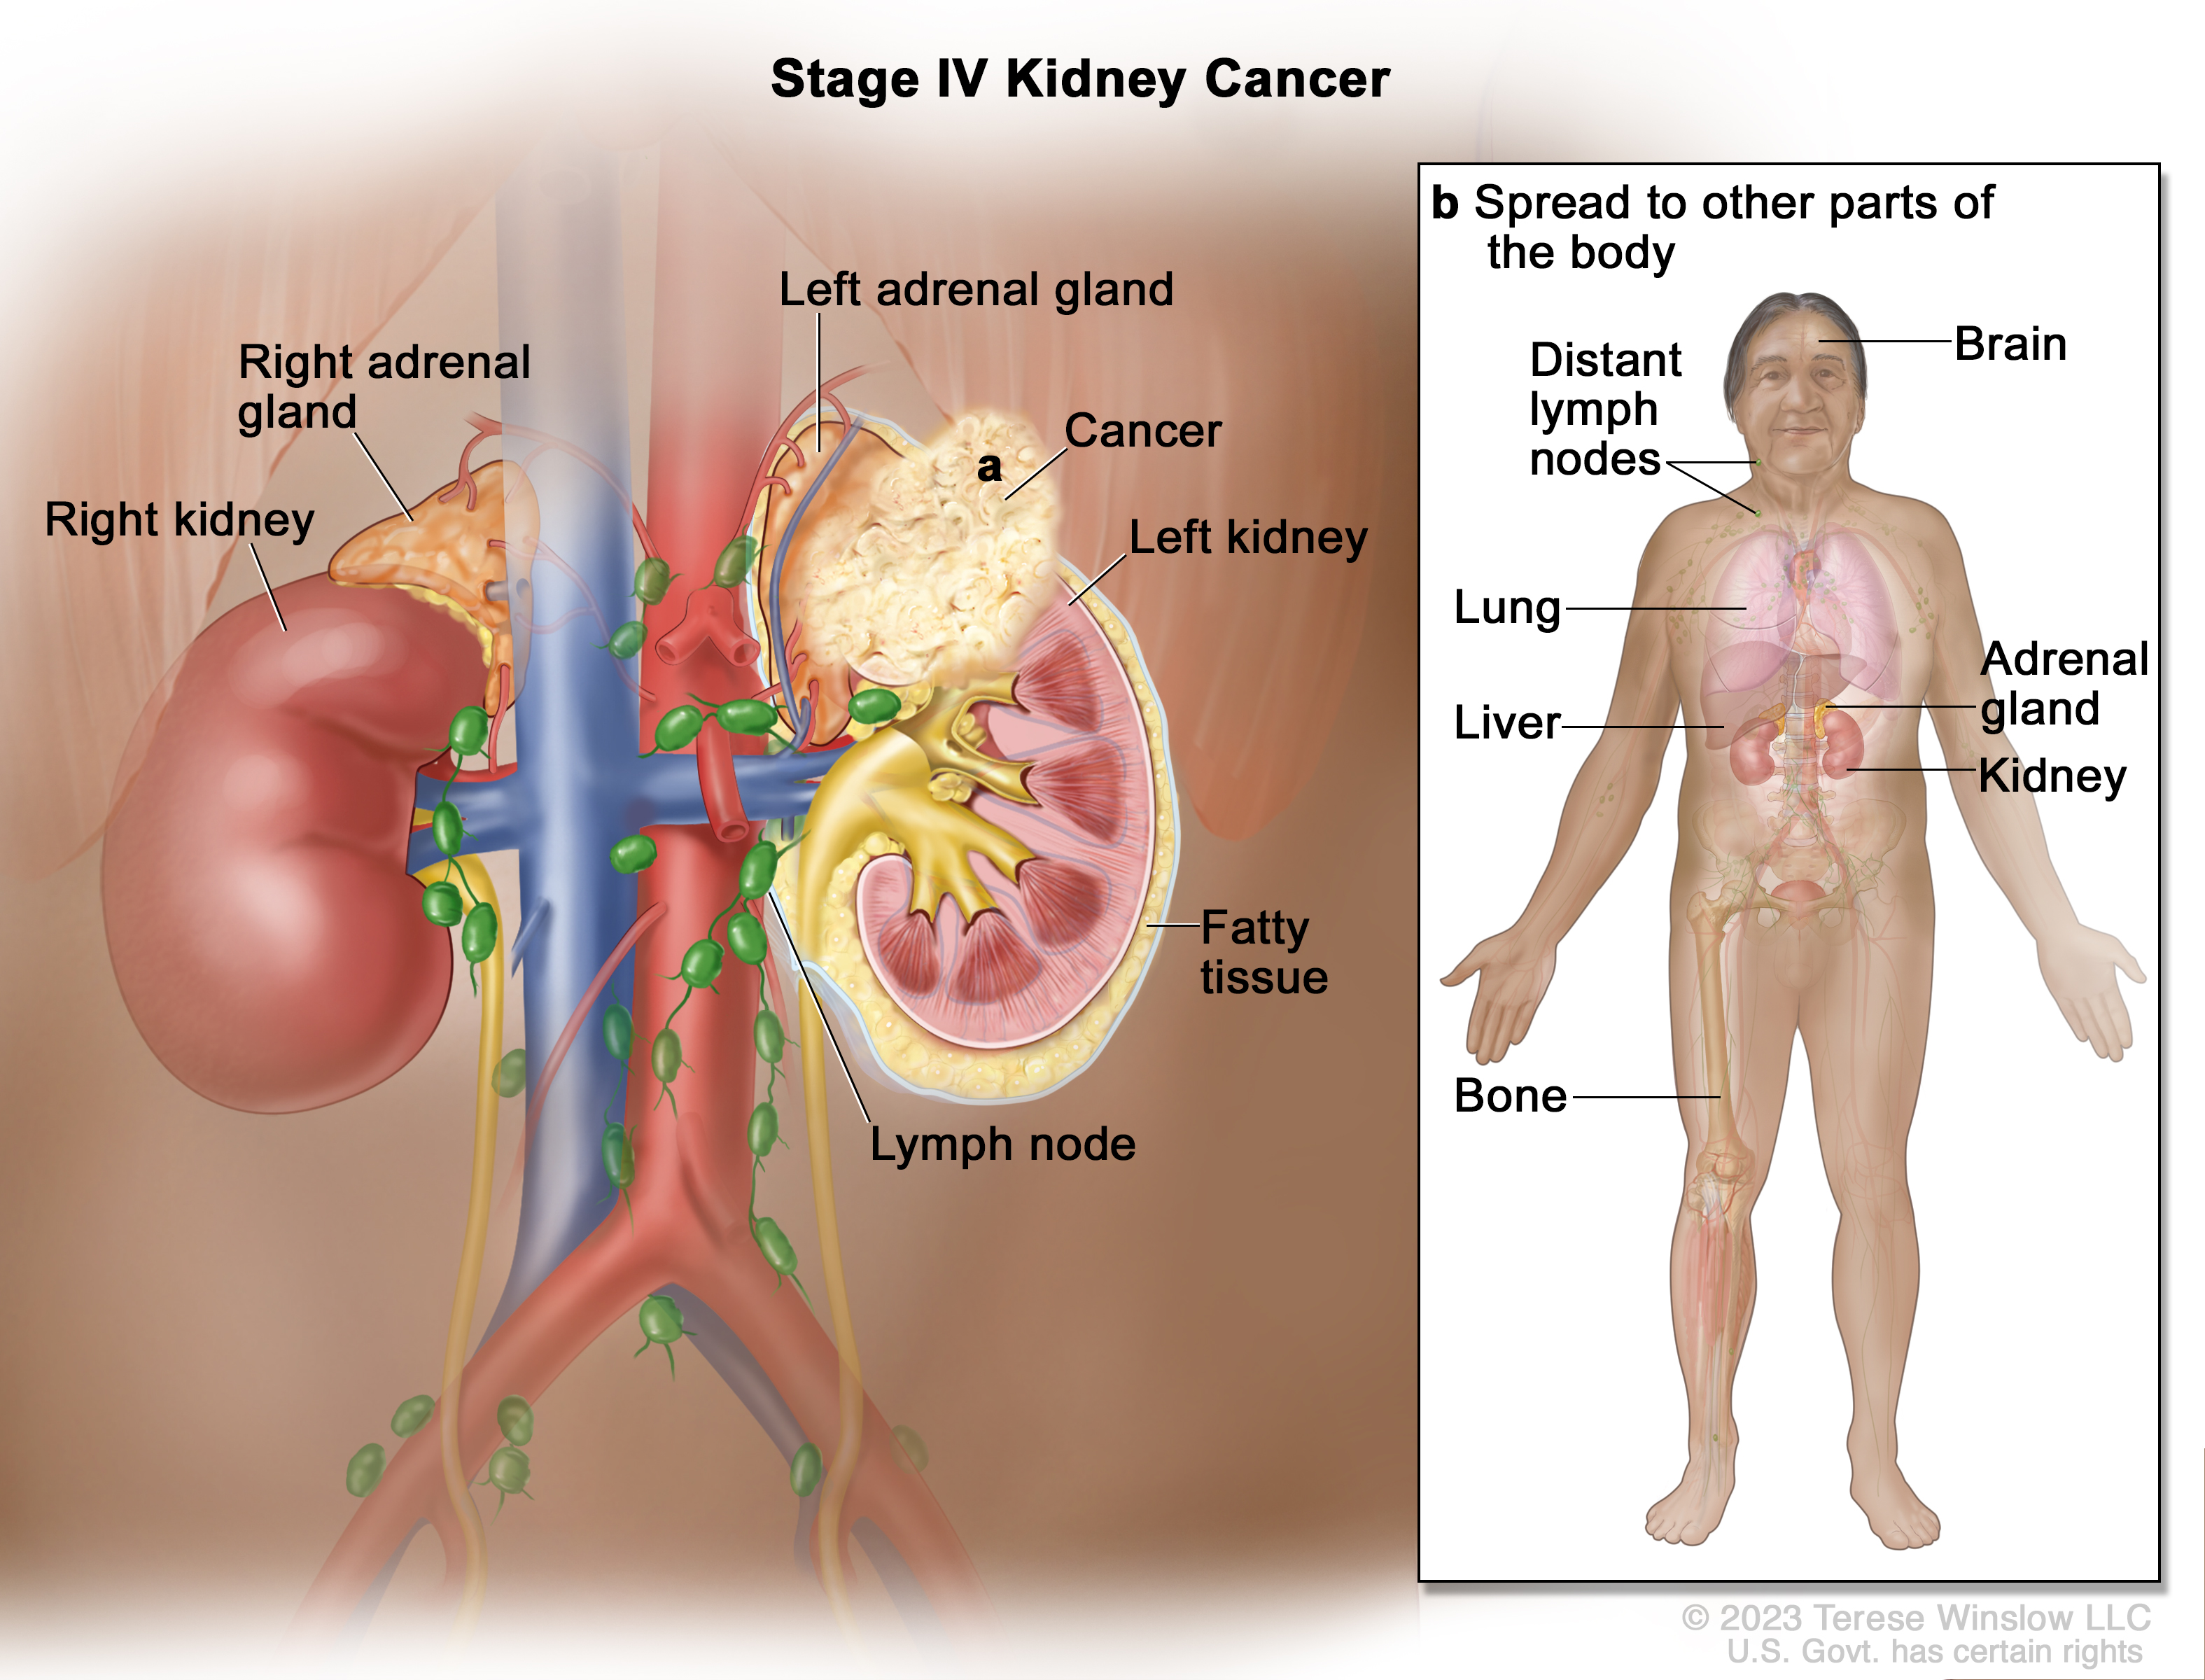 Stage IV Kidney Cancer
Left adrenal gland
Right adrenal
gland
Cancer
a
Right kidney
Left kidney
Fatty
tissue
Lymph node
b Spread to other parts of
the body
Brain
Distant
lymph
nodes
Lung
Adrenal
gland
Liver
Kidney
Bone
© 2023 Terese Winslow LLC
U.S. Govt. has certain rights